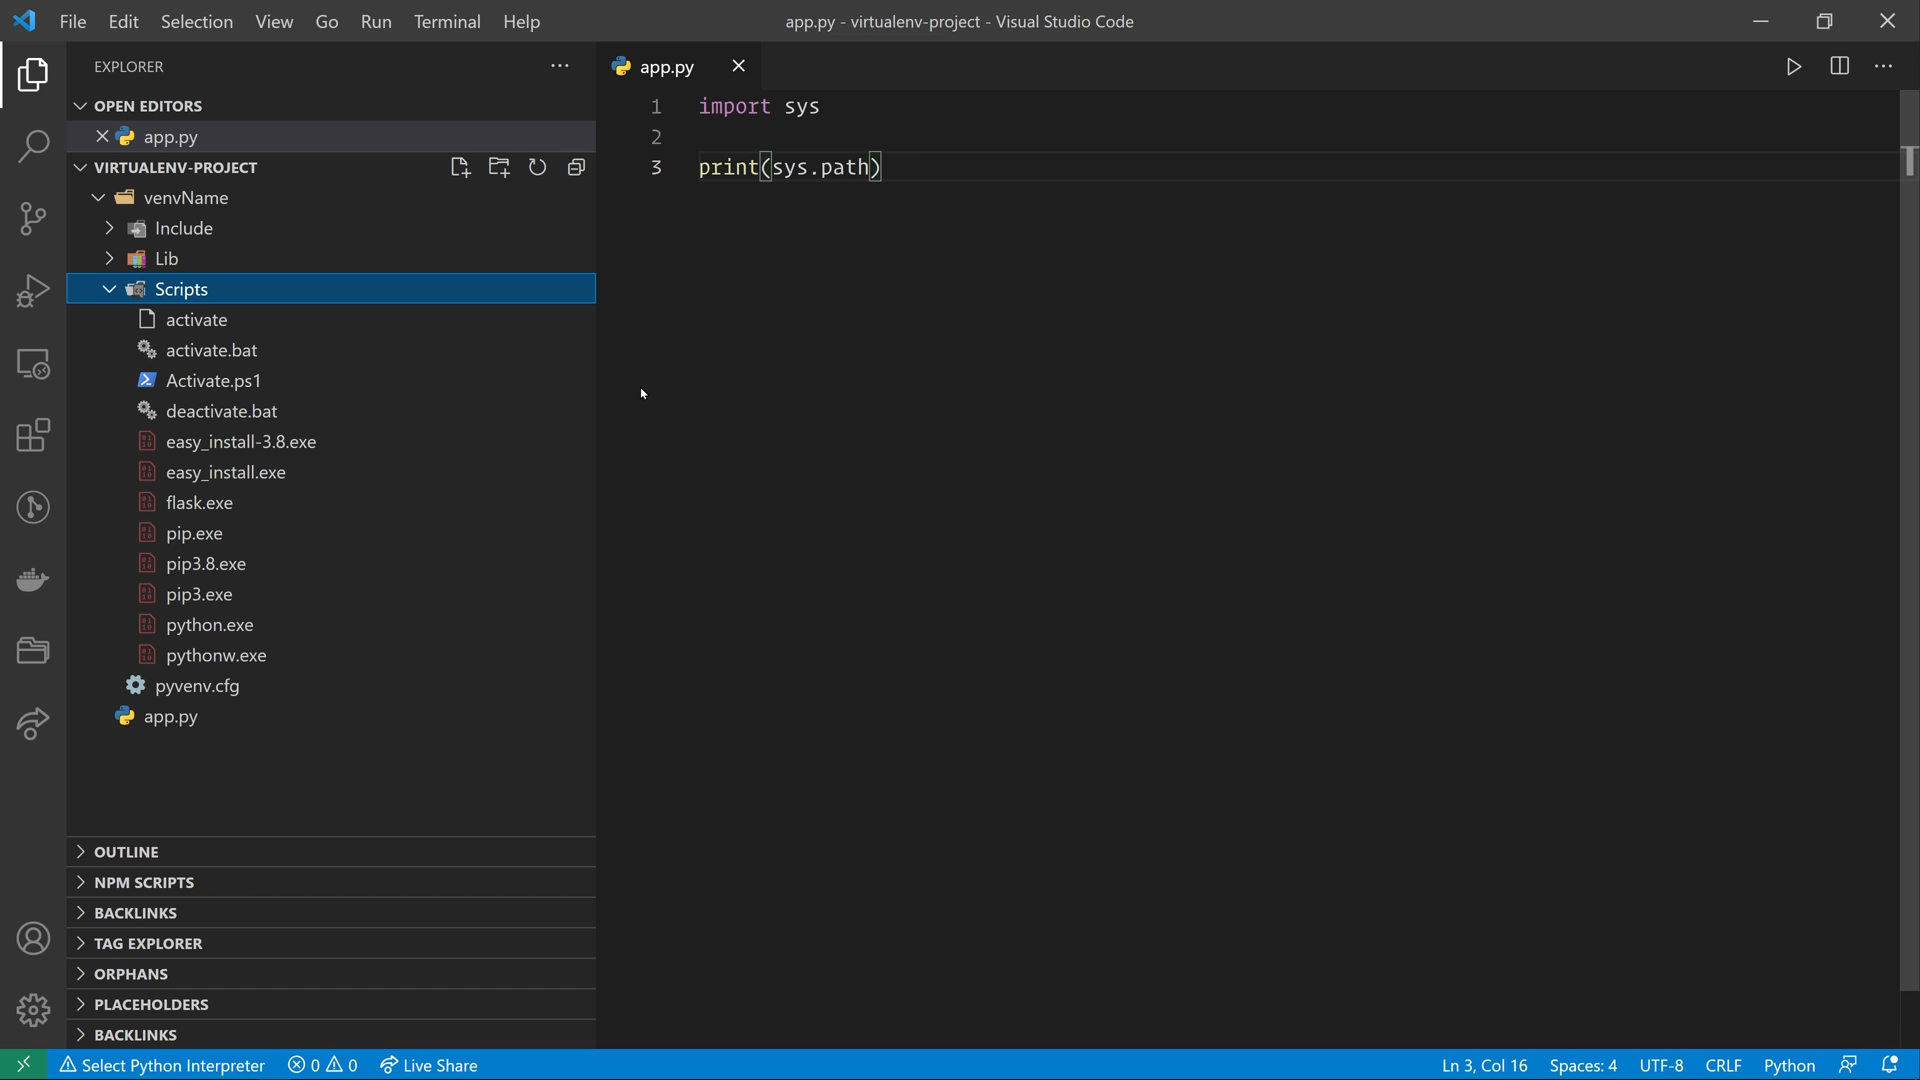 File Edit Selection View Go Run Terminal Help
app.py - virtualenv-project - Visual Studio Code
EXPLORER
OPEN EDITORS
app.py
VIRTUALENV-PROJECT
venvName
Include
Lib
Scripts
activate
activate.bat
Activate.ps1
deactivate.bat
easy_install-3.8.exe
easy_install.exe
flask.exe
pip.exe
pip3.8.exe
pip3.exe
python.exe
pythonw.exe
pyvenv.cfg
app.py
OUTLINE
NPM SCRIPTS
BACKLINKS
TAG EXPLORER
ORPHANS
PLACEHOLDERS
BACKLINKS
app.py
1 import sys
2
3 print(sys.path)
Select Python Interpreter 0 0 Live Share
Ln 3, Col 16 Spaces: 4 UTF-8 CRLF Python